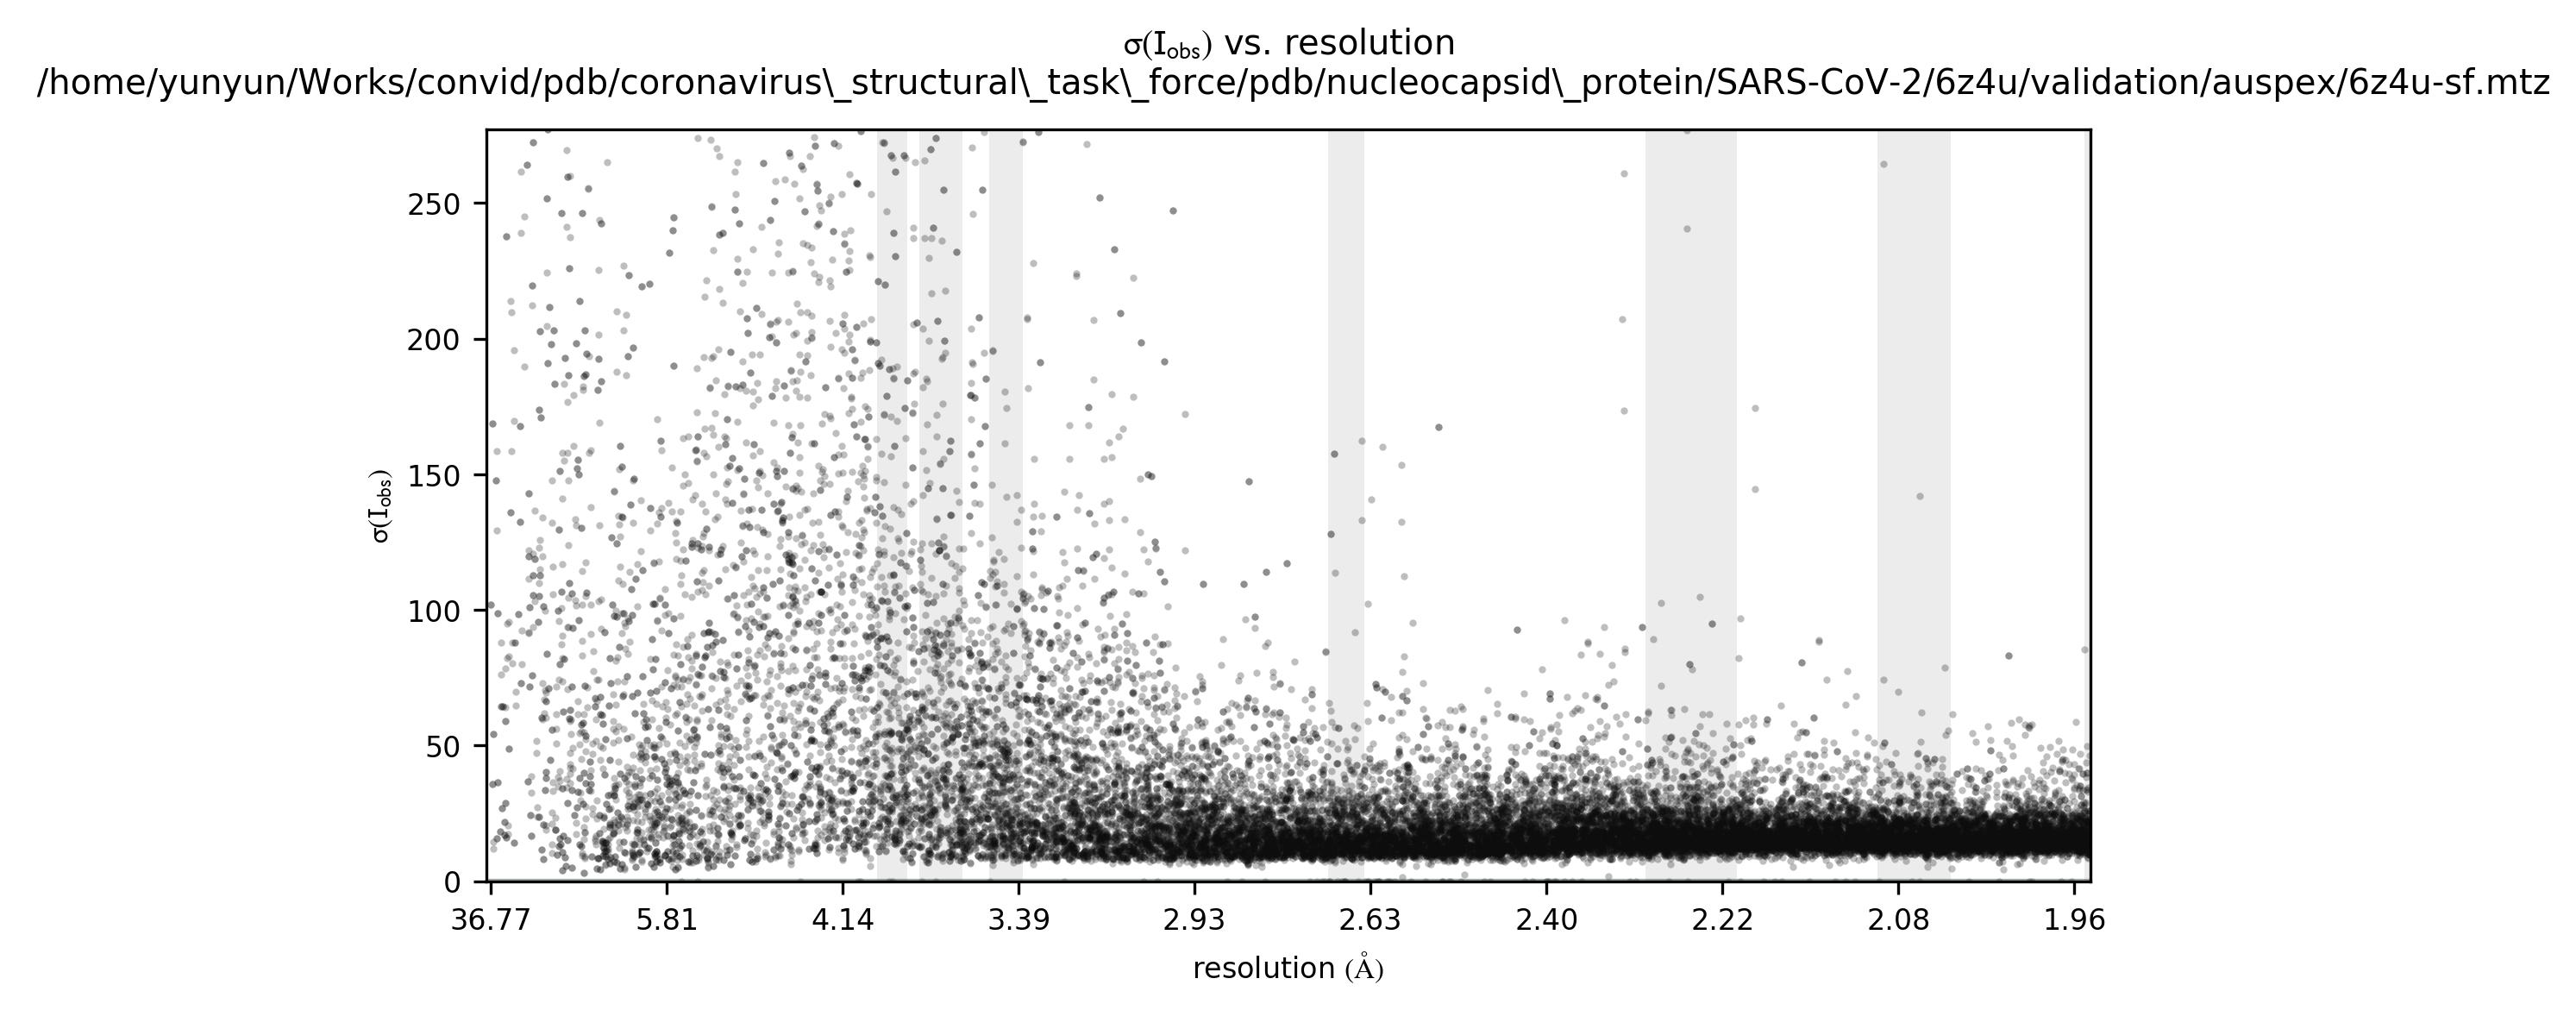 σ(I_obs) vs. resolution
/home/yunyun/Works/convid/pdb/coronavirus\_structural\_task\_force/pdb/nucleocapsid\_protein/SARS-CoV-2/6z4u/validation/auspex/6z4u-sf.mtz
250
200
150
100
50
0
σ(I_obs)
36.77 5.81 4.14 3.39 2.93 2.63 2.40 2.22 2.08 1.96
resolution (Å)